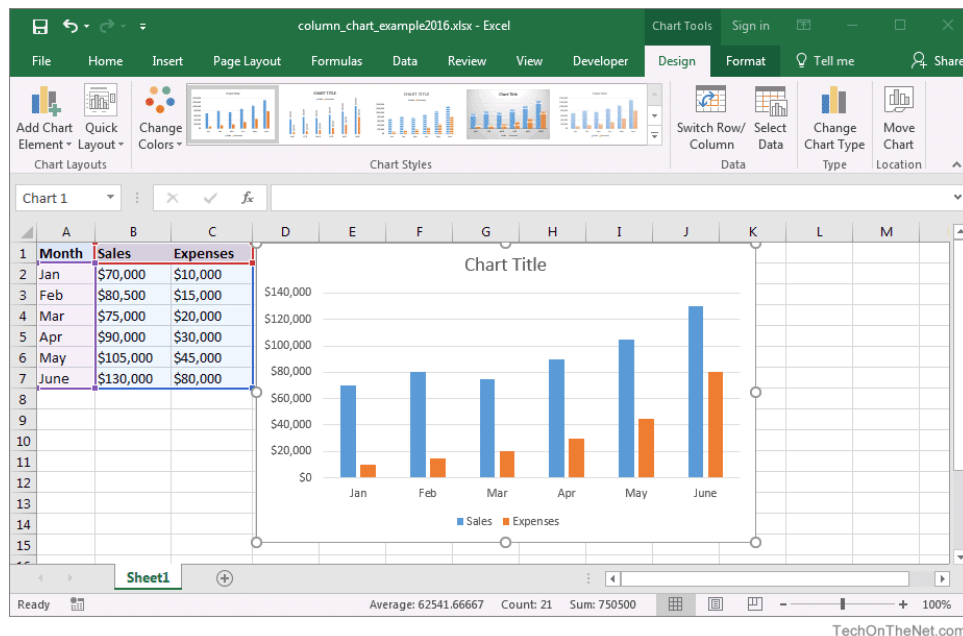 column_chart_example2016.xlsx - Excel
Chart Tools
Sign in
File Home Insert Page Layout Formulas Data Review View Developer Design Format Tell me Share
Add Chart Element
Quick Layout
Change Colors
Switch Row/ Column
Select Data
Change Chart Type
Move Chart
Chart Layouts
Chart Styles
Data
Type
Location
Chart 1
fx
A B C D E F G H I J K L M
1 Month Sales Expenses
2 Jan $70,000 $10,000
3 Feb $80,500 $15,000
4 Mar $75,000 $20,000
5 Apr $90,000 $30,000
6 May $105,000 $45,000
7 June $130,000 $80,000
8
9
10
11
12
13
14
15
Chart Title
$140,000
$120,000
$100,000
$80,000
$60,000
$40,000
$20,000
$0
Jan Feb Mar Apr May June
Sales Expenses
Sheet1
Ready
Average: 62541.66667 Count: 21 Sum: 750500
100%
TechOnTheNet.com